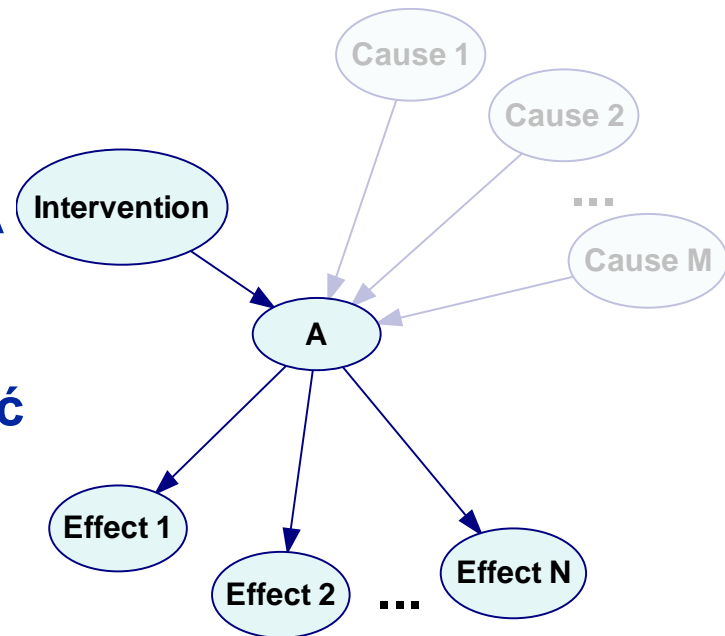 Cause 1
Cause 2
...
Cause M
Intervention
A
ć
Effect 1
Effect 2
...
Effect N